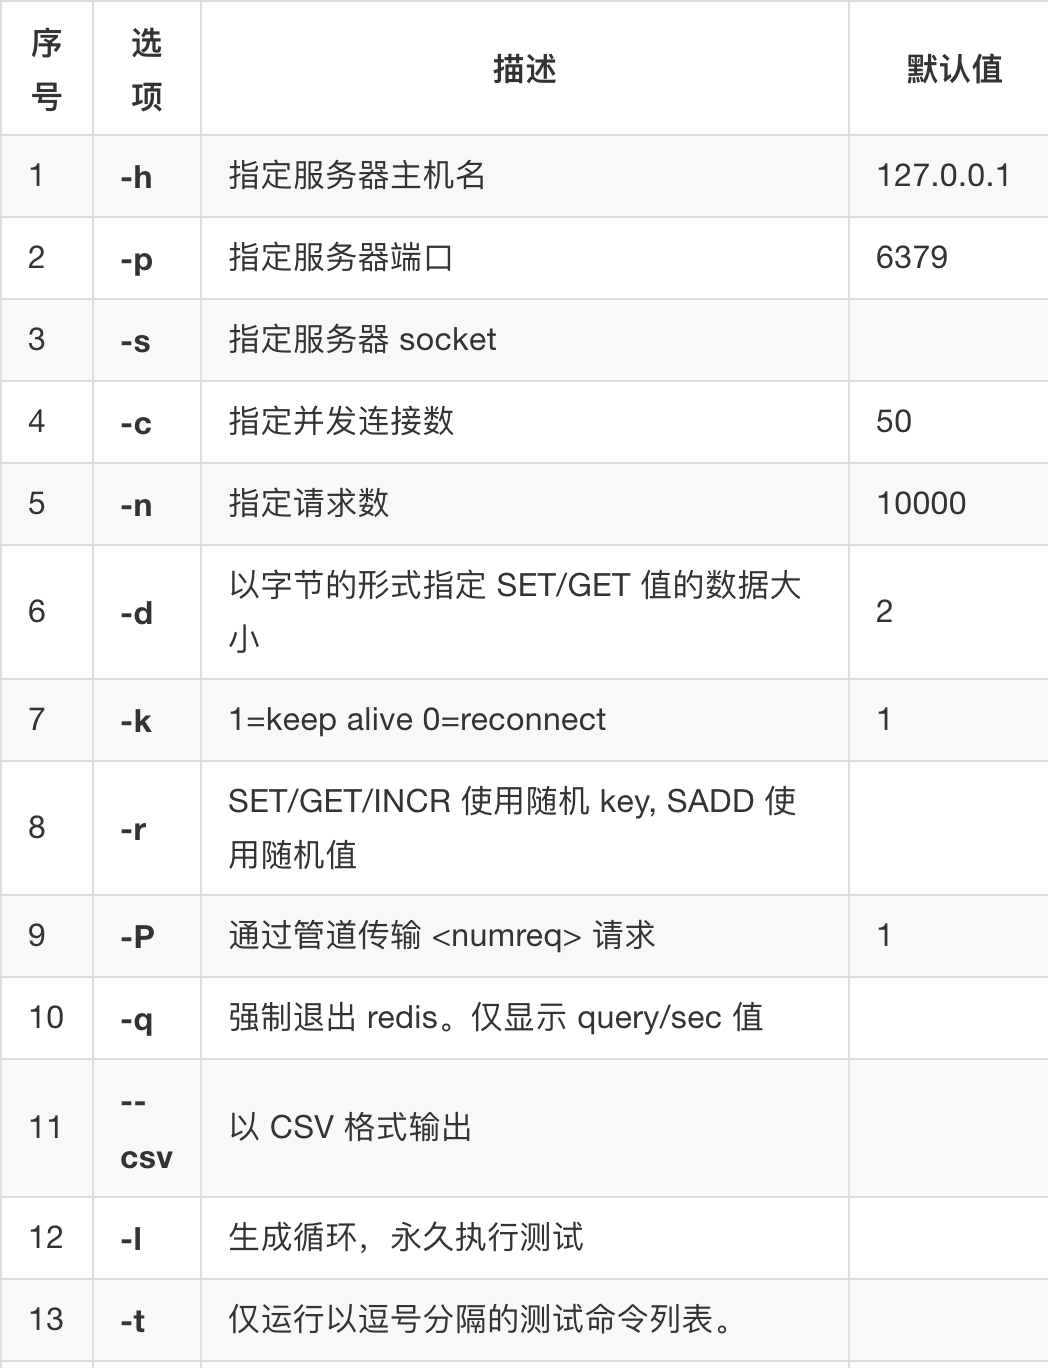 序号 选项 描述 默认值
1 -h 指定服务器主机名 127.0.0.1
2 -p 指定服务器端口 6379
3 -s 指定服务器 socket
4 -c 指定并发连接数 50
5 -n 指定请求数 10000
6 -d 以字节的形式指定 SET/GET 值的数据大
小 2
7 -k 1=keep alive 0=reconnect 1
8 -r SET/GET/INCR 使用随机 key, SADD 使
用随机值
9 -P 通过管道传输 <numreq> 请求 1
10 -q 强制退出 redis。仅显示 query/sec 值
11 --csv 以 CSV 格式输出
12 -l 生成循环，永久执行测试
13 -t 仅运行以逗号分隔的测试命令列表。